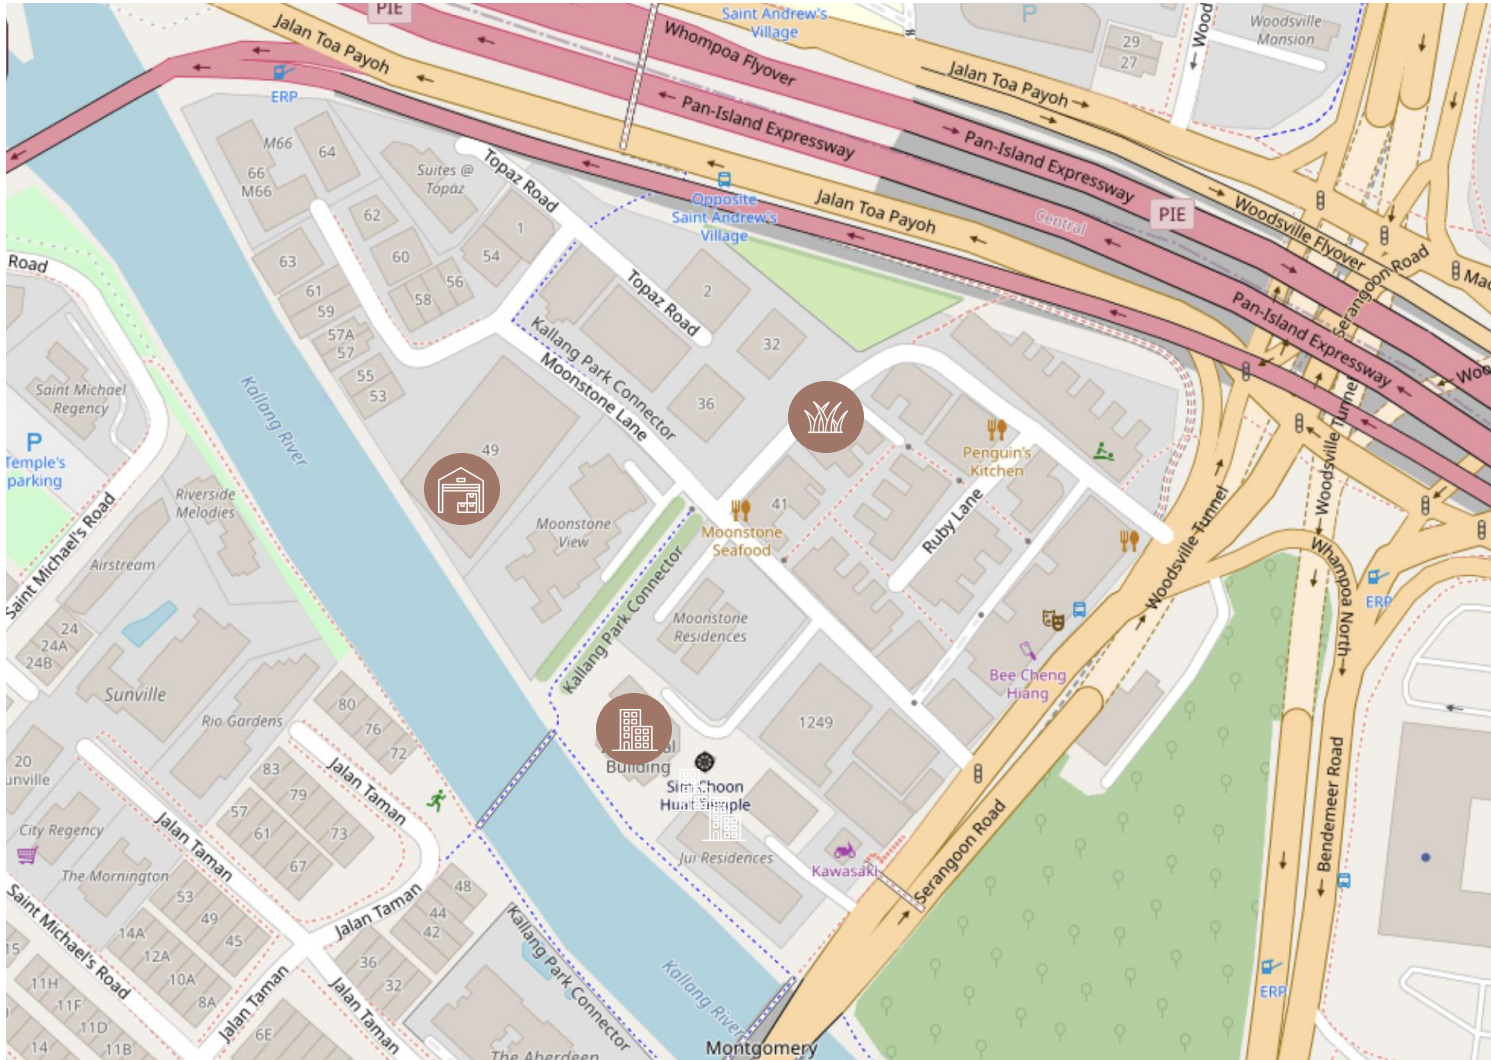 PIE
Saint Andrew's
Village
29
27
Woodsville
Mansion
P
Wood
Jalan Toa Payoh
Whompoa Flyover
Jalan Toa Payoh
ERP
Pan-Island Expressway
Pan-Island Expressway
M66
64
66
M66
Suites @
Topaz
Topaz Road
Opposite
Saint Andrew's
Village
Jalan Toa Payoh
Central
PIE
Woodsville Flyover
Serangoon Road
62
60
1
54
56
58
63
61
59
57A
57
55
53
Road
Topaz Road
2
32
36
Kallang Park Connector
Moonstone Lane
Pan-Island Expressway
Woodsville Tunnel
Kallang River
Saint Michael
Regency
P
Temple's
parking
Saint Michael's Road
Riverside
Melodies
Airstream
49
Moonstone
View
41
Moonstone
Seafood
Penguin's
Kitchen
Ruby Lane
Woodsville Tunnel
Whampoa North
ERP
Kallang Park Connector
Moonstone
Residences
Bee Cheng
Hiang
24
24A
24B
Sunville
Rio Gardens
80
76
72
20
1249
Building
Jui Residences
Kawasaki
Serangoon Road
Bendemeer Road
83
79
57
61
73
67
Jalan Taman
Jalan Taman
City Regency
The Mornington
53
49
45
48
44
42
Jalan Taman
Saint Michael's Road
14A
12A
10A
8A
36
32
15
11H
11F
11D
11B
14
6E
Jalan Taman
Jalan Taman
Kallang Park Connector
The Aberdeen
Kallang River
Montgomery
ERP